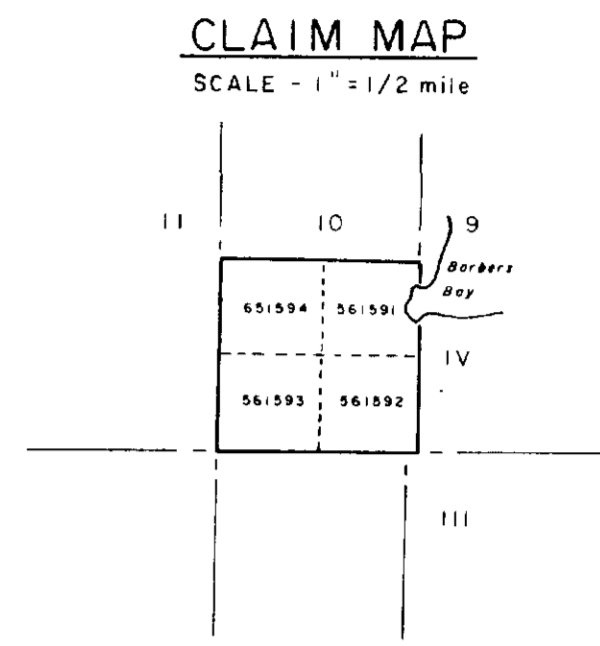 CLAIM MAP
SCALE - 1" = 1/2 mile
11 10 9
Barbers
Bay
651594 561591
IV
561593 561592
III